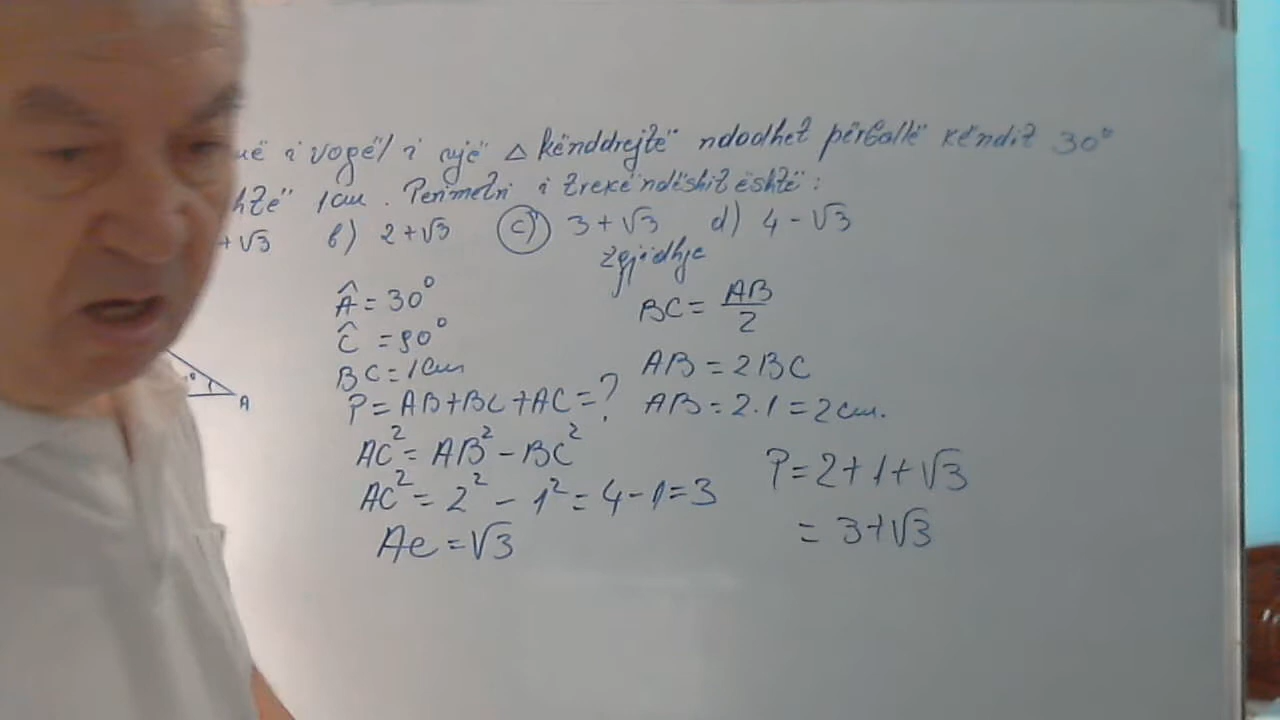 i vogël i një △ kënddrejtë ndodhet përballë këndit 30°
1cm. Perimetri i trekëndëshit është:
+√3 b) 2+√3 c) 3+√3 d) 4-√3
Zgjidhje
Â = 30°
Ĉ = 90°
BC = 1cm
P = AB+BC+AC = ?
AC² = AB² - BC²
AC² = 2² - 1² = 4-1=3
AC = √3
BC = AB/2
AB = 2BC
AB = 2.1 = 2cm.
P = 2+1+√3
= 3+√3
A